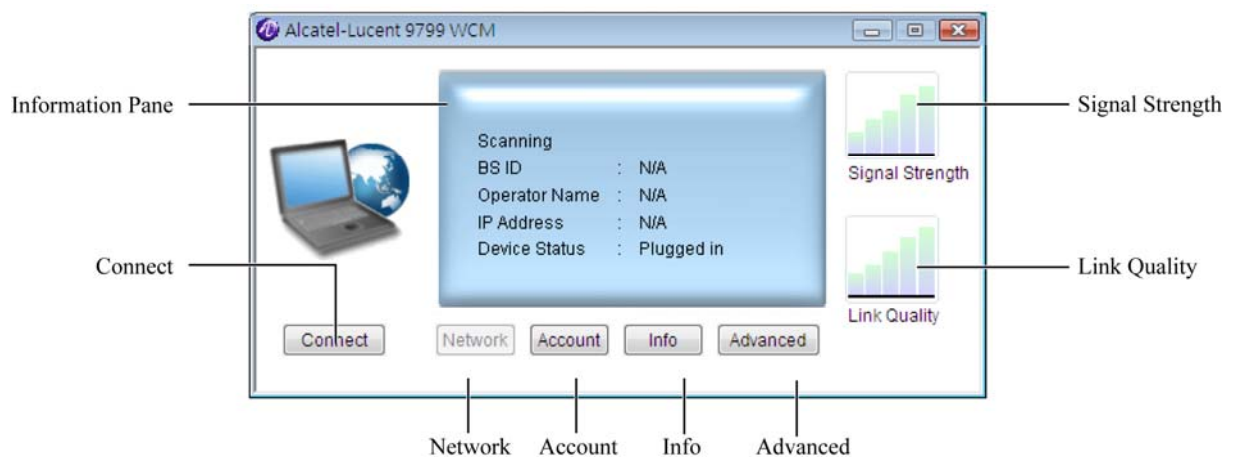 Alcatel-Lucent 9799 WCM
Information Pane
Scanning
BS ID : N/A
Operator Name : N/A
IP Address : N/A
Device Status : Plugged in
Signal Strength
Signal Strength
Connect
Link Quality
Link Quality
Connect
Network
Account
Info
Advanced
Network
Account
Info
Advanced